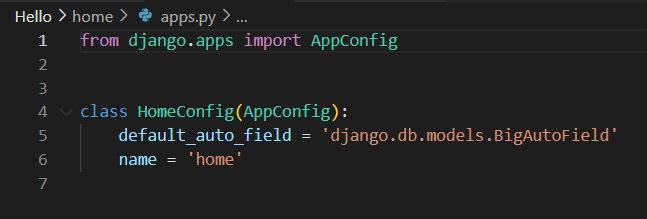 Hello > home > apps.py > ...
1 from django.apps import AppConfig
2
3
4 class HomeConfig(AppConfig):
5     default_auto_field = 'django.db.models.BigAutoField'
6     name = 'home'
7